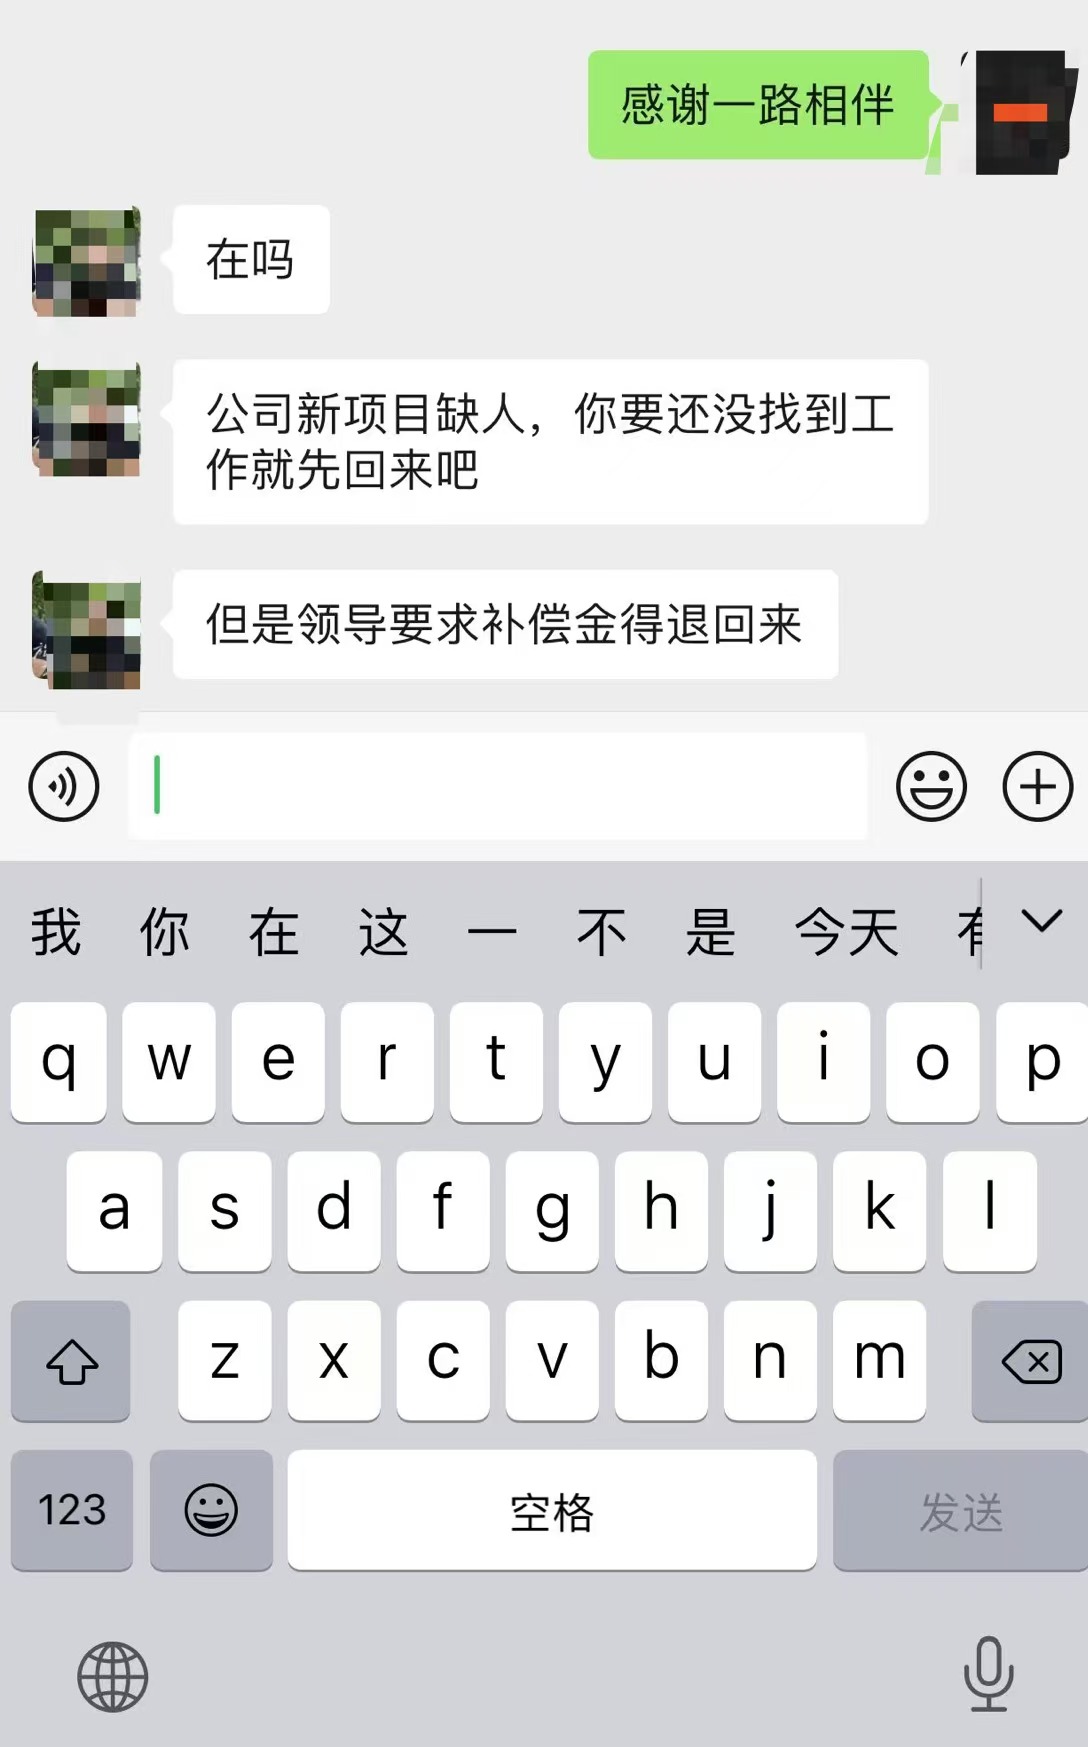 感谢一路相伴
在吗
公司新项目缺人，你要还没找到工
作就先回来吧
但是领导要求补偿金得退回来
我 你 在 这 一 不 是 今天
q w e r t y u i o p
a s d f g h j k l
z x c v b n m
123 空格 发送